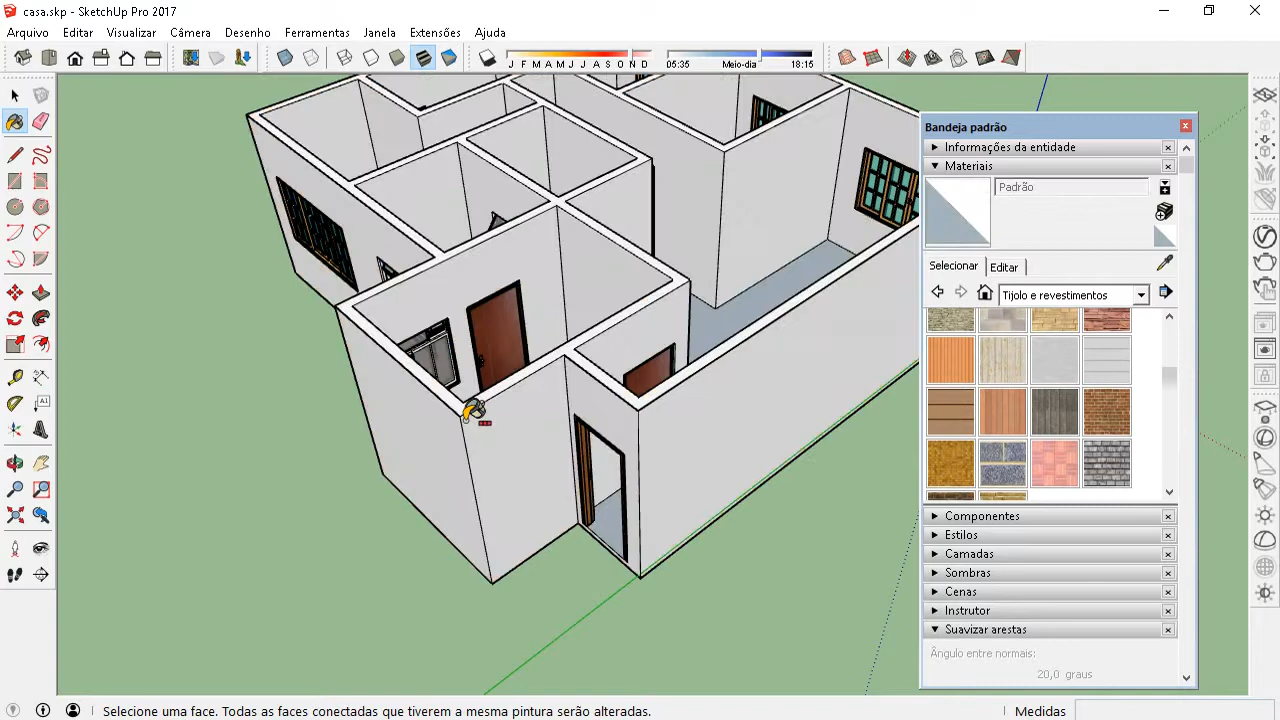 casa.skp - SketchUp Pro 2017
Arquivo Editar Visualizar Câmera Desenho Ferramentas Janela Extensões Ajuda
J F M A M J J A S O N D
05:35 Meio-dia 18:15
Bandeja padrão
Informações da entidade
Materiais
Padrão
Selecionar Editar
Tijolo e revestimentos
Componentes
Estilos
Camadas
Sombras
Cenas
Instrutor
Suavizar arestas
Ângulo entre normais:
20,0 graus
Selecione uma face. Todas as faces conectadas que tiverem a mesma pintura serão alteradas.
Medidas